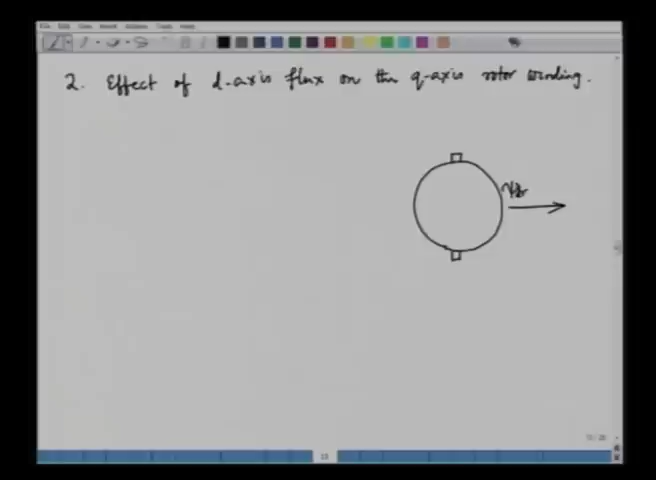 2. Effect of d-axis flux on the q-axis rotor winding.